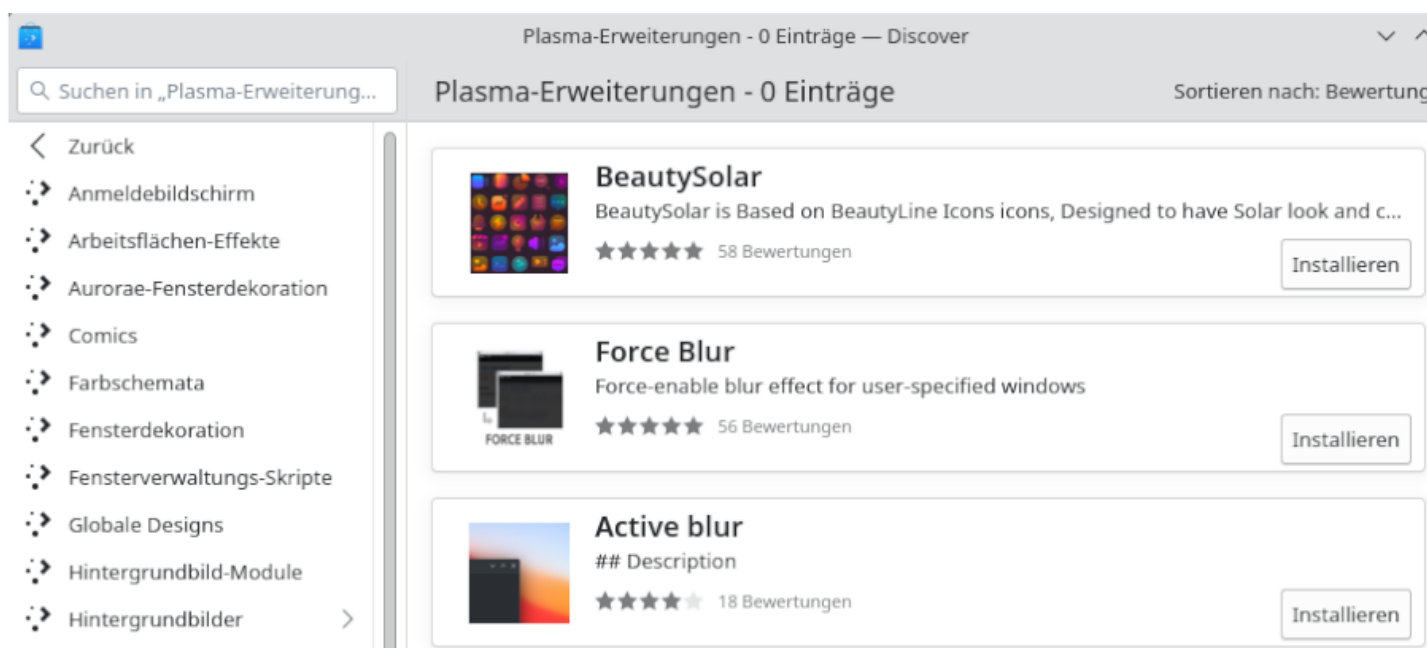 Plasma-Erweiterungen - 0 Einträge — Discover
Suchen in „Plasma-Erweiterung...
Plasma-Erweiterungen - 0 Einträge
Sortieren nach: Bewertung
Zurück
Anmeldebildschirm
Arbeitsflächen-Effekte
Aurorae-Fensterdekoration
Comics
Farbschemata
Fensterdekoration
Fensterverwaltungs-Skripte
Globale Designs
Hintergrundbild-Module
Hintergrundbilder
BeautySolar
BeautySolar is Based on BeautyLine Icons icons, Designed to have Solar look and c...
58 Bewertungen
Installieren
FORCE BLUR
Force Blur
Force-enable blur effect for user-specified windows
56 Bewertungen
Installieren
Active blur
## Description
18 Bewertungen
Installieren